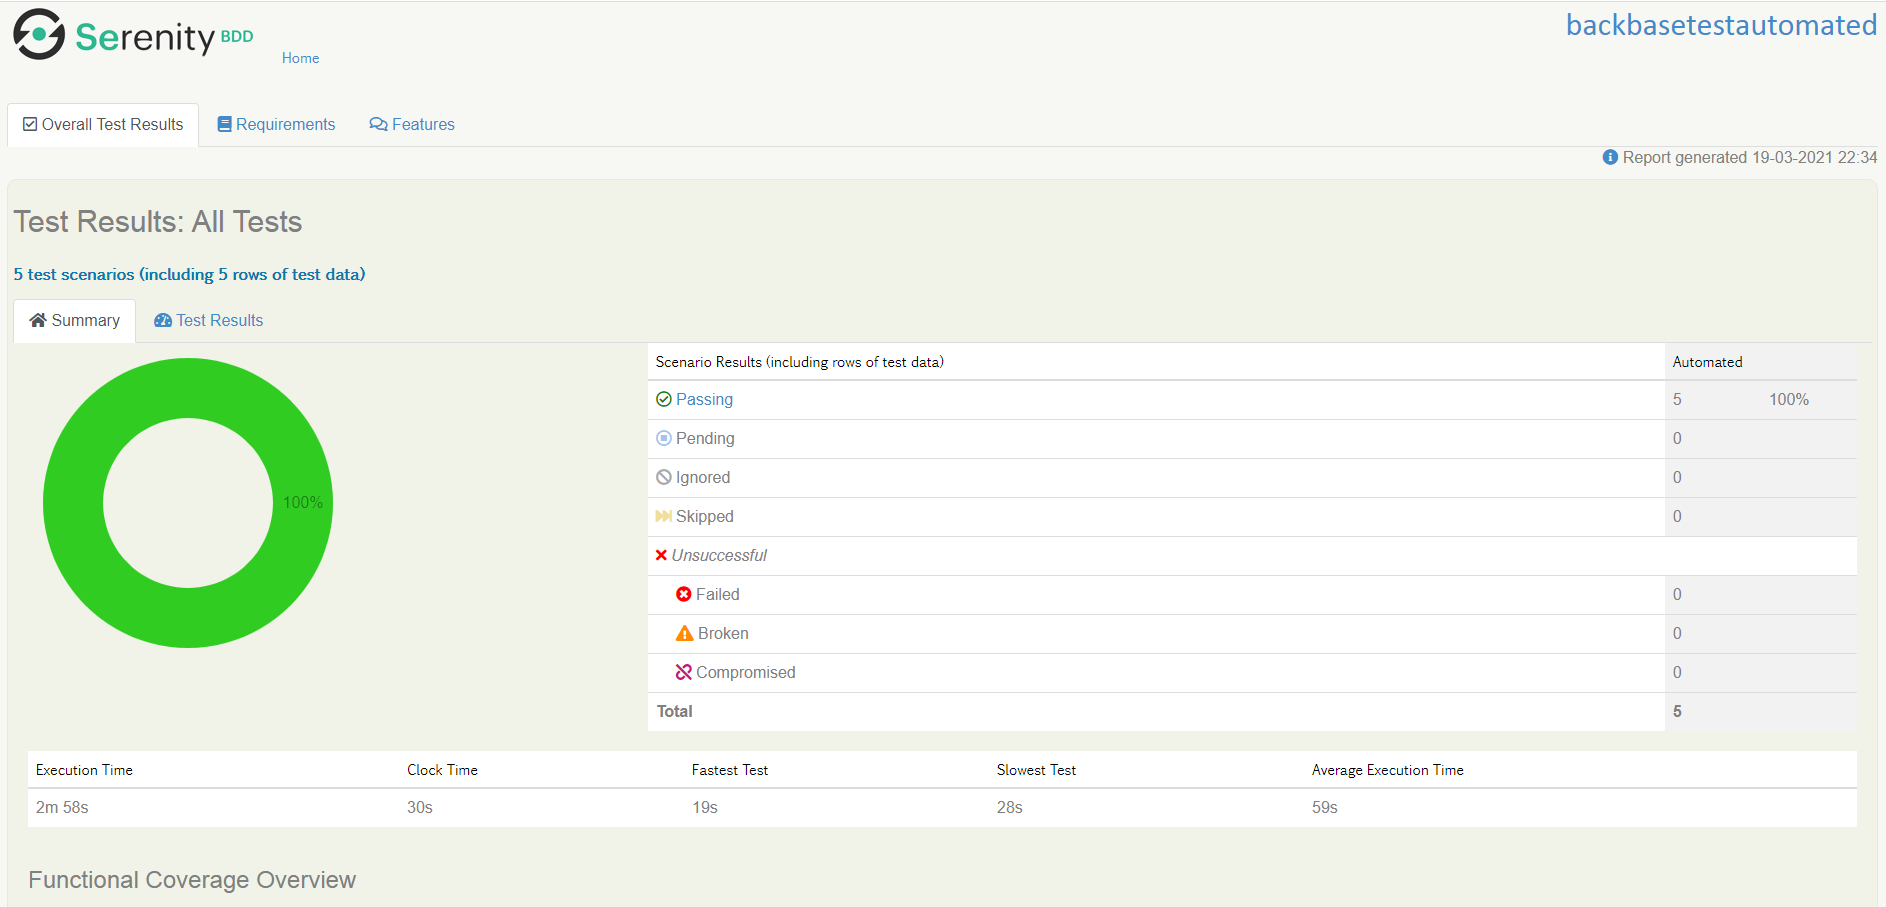 Serenity BDD
Home
backbasetestautomated
Overall Test Results
Requirements
Features
Report generated 19-03-2021 22:34
Test Results: All Tests
5 test scenarios (including 5 rows of test data)
Summary
Test Results
100%
Scenario Results (including rows of test data) Automated
Passing 5 100%
Pending 0
Ignored 0
Skipped 0
Unsuccessful
Failed 0
Broken 0
Compromised 0
Total 5
Execution Time Clock Time Fastest Test Slowest Test Average Execution Time
2m 58s 30s 19s 28s 59s
Functional Coverage Overview